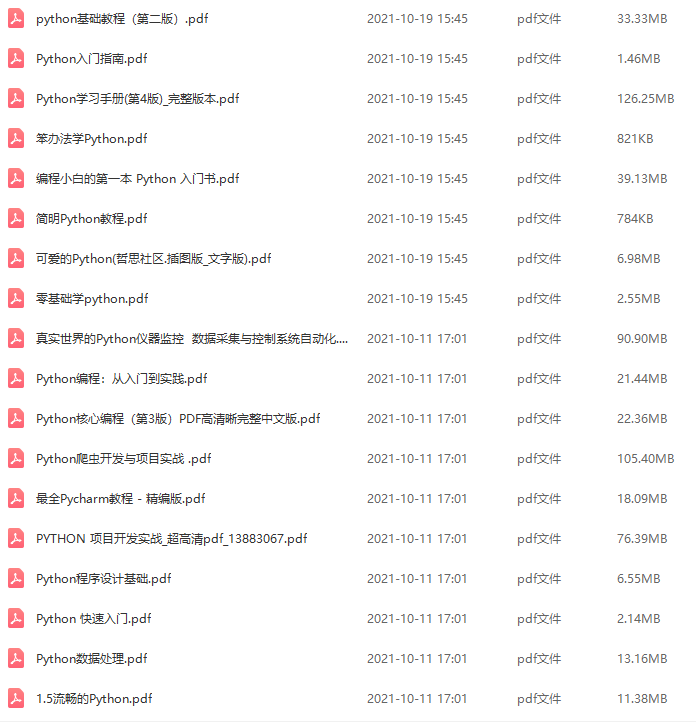 python基础教程（第二版）.pdf 2021-10-19 15:45 pdf文件 33.33MB
Python入门指南.pdf 2021-10-19 15:45 pdf文件 1.46MB
Python学习手册(第4版)_完整版本.pdf 2021-10-19 15:45 pdf文件 126.25MB
笨办法学Python.pdf 2021-10-19 15:45 pdf文件 821KB
编程小白的第一本 Python 入门书.pdf 2021-10-19 15:45 pdf文件 39.13MB
简明Python教程.pdf 2021-10-19 15:45 pdf文件 784KB
可爱的Python(哲思社区.插图版_文字版).pdf 2021-10-19 15:45 pdf文件 6.98MB
零基础学python.pdf 2021-10-19 15:45 pdf文件 2.55MB
真实世界的Python仪器监控  数据采集与控制系统自动化.... 2021-10-11 17:01 pdf文件 90.90MB
Python编程：从入门到实践.pdf 2021-10-11 17:01 pdf文件 21.44MB
Python核心编程（第3版）PDF高清晰完整中文版.pdf 2021-10-11 17:01 pdf文件 22.36MB
Python爬虫开发与项目实战 .pdf 2021-10-11 17:01 pdf文件 105.40MB
最全Pycharm教程 - 精编版.pdf 2021-10-11 17:01 pdf文件 18.09MB
PYTHON 项目开发实战_超高清pdf_13883067.pdf 2021-10-11 17:01 pdf文件 76.39MB
Python程序设计基础.pdf 2021-10-11 17:01 pdf文件 6.55MB
Python 快速入门.pdf 2021-10-11 17:01 pdf文件 2.14MB
Python数据处理.pdf 2021-10-11 17:01 pdf文件 13.16MB
1.5流畅的Python.pdf 2021-10-11 17:01 pdf文件 11.38MB